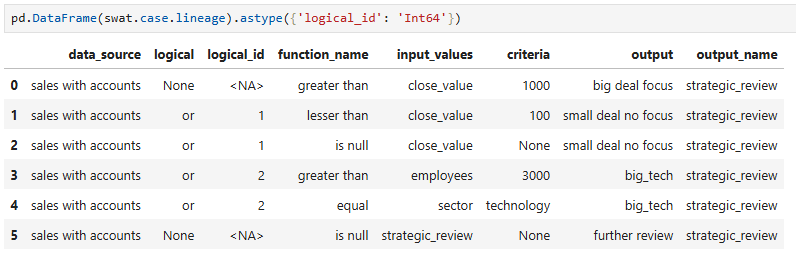 pd.DataFrame(swat.case.lineage).astype({'logical_id': 'Int64'})
data_source logical logical_id function_name input_values criteria output output_name
0 sales with accounts None <NA> greater than close_value 1000 big deal focus strategic_review
1 sales with accounts or 1 lesser than close_value 100 small deal no focus strategic_review
2 sales with accounts or 1 is null close_value None small deal no focus strategic_review
3 sales with accounts or 2 greater than employees 3000 big_tech strategic_review
4 sales with accounts or 2 equal sector technology big_tech strategic_review
5 sales with accounts None <NA> is null strategic_review None further review strategic_review